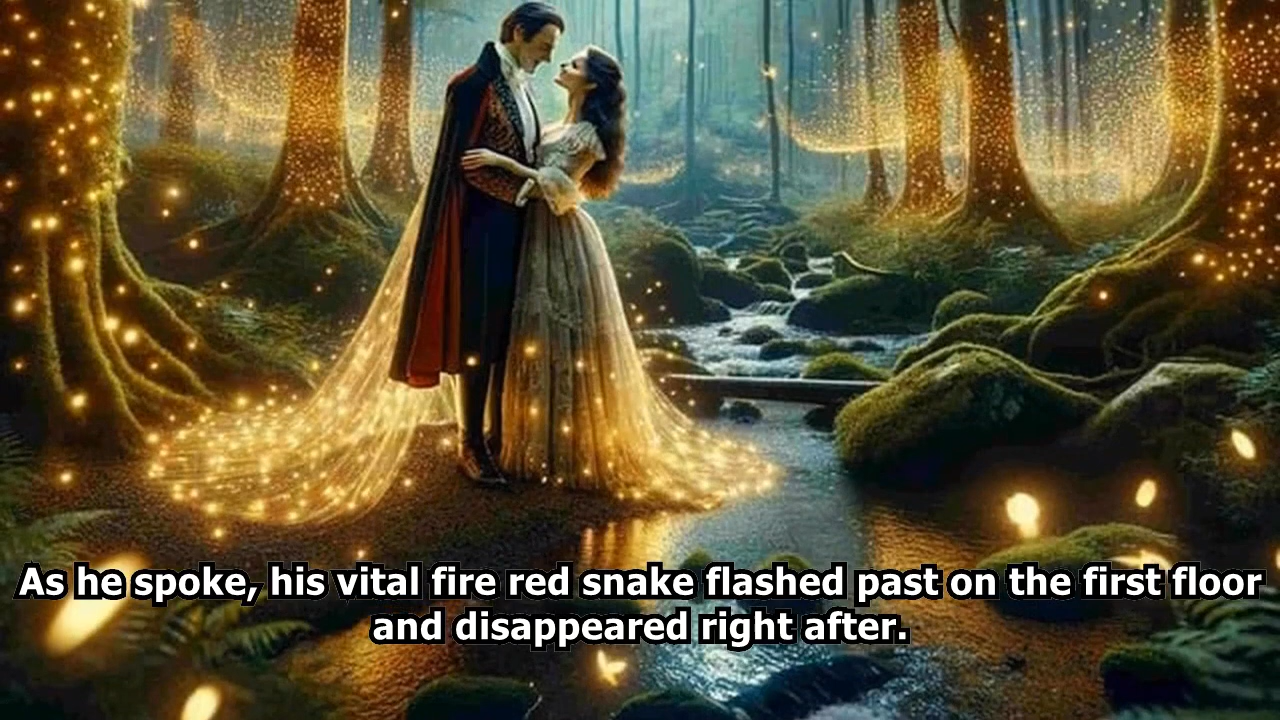 As he spoke, his vital fire red snake flashed past on the first floor
and disappeared right after.